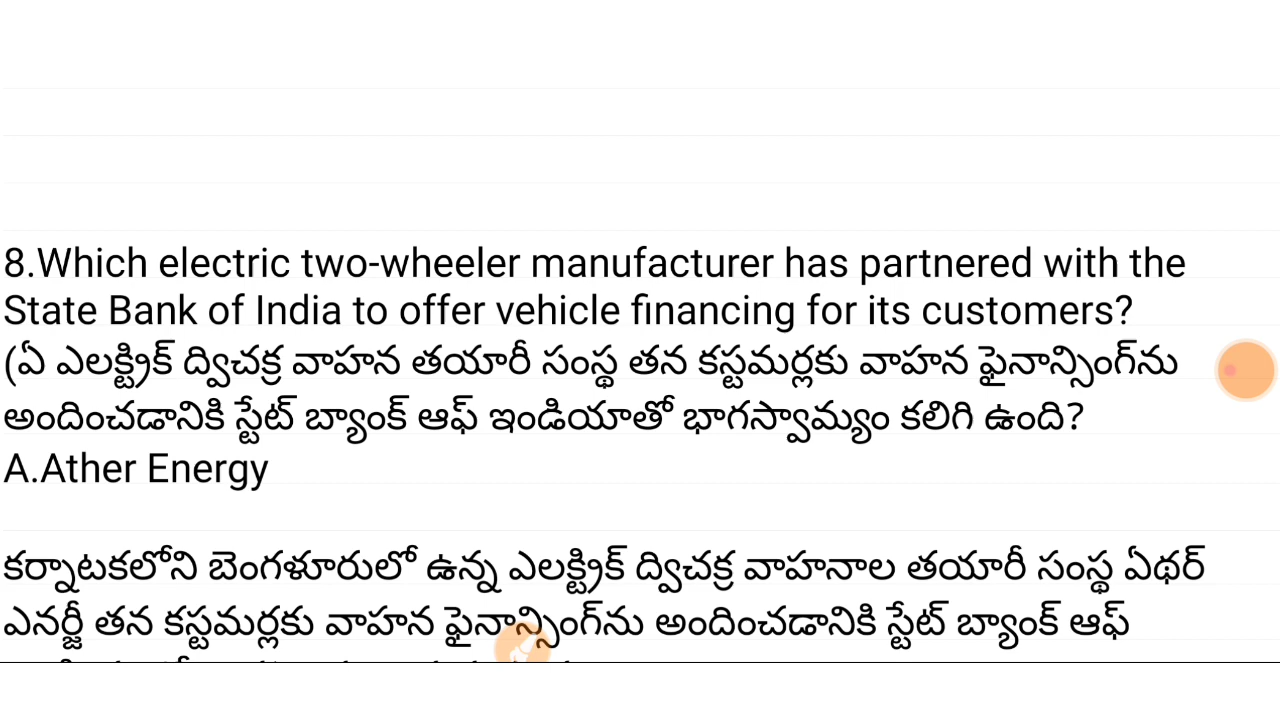 8.Which electric two-wheeler manufacturer has partnered with the
State Bank of India to offer vehicle financing for its customers?
(ఏ ఎలక్ట్రిక్ ద్విచక్ర వాహన తయారీ సంస్థ తన కస్టమర్లకు వాహన ఫైనాన్సింగ్‌ను
అందించడానికి స్టేట్ బ్యాంక్ ఆఫ్ ఇండియాతో భాగస్వామ్యం కలిగి ఉంది?
A.Ather Energy
కర్నాటకలోని బెంగళూరులో ఉన్న ఎలక్ట్రిక్ ద్విచక్ర వాహనాల తయారీ సంస్థ ఏథర్
ఎనర్జీ తన కస్టమర్లకు వాహన ఫైనాన్సింగ్‌ను అందించడానికి స్టేట్ బ్యాంక్ ఆఫ్